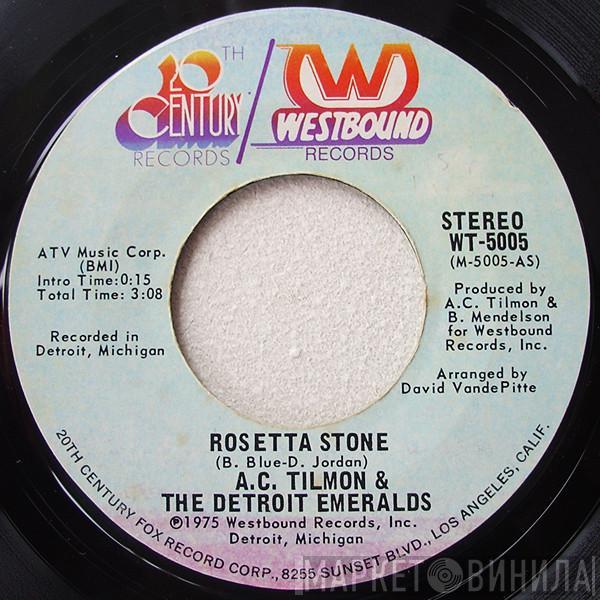 20TH
CENTURY
RECORDS
W
WESTBOUND
RECORDS
STEREO
WT-5005
(M-5005-AS)
ATV Music Corp.
(BMI)
Intro Time:0:15
Total Time: 3:08
Recorded in
Detroit, Michigan
Produced by
A.C. Tilmon &
B. Mendelson
for Westbound
Records, Inc.
Arranged by
David VandePitte
ROSETTA STONE
(B. Blue-D. Jordan)
A.C. TILMON &
THE DETROIT EMERALDS
℗1975 Westbound Records, Inc.
Detroit, Michigan
20TH CENTURY FOX RECORD CORP., 8255 SUNSET BLVD., LOS ANGELES, CALIF.
МАРКЕТ ВИНИЛА